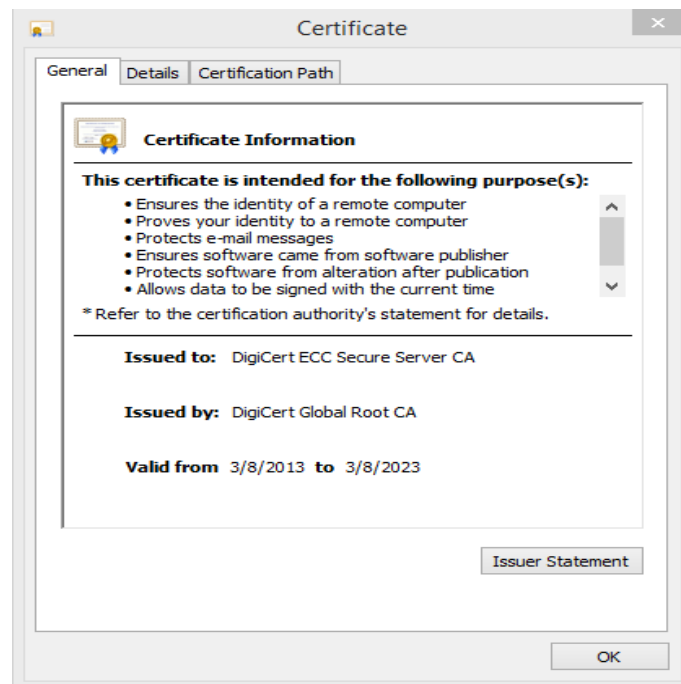 Certificate
General Details Certification Path
Certificate Information
This certificate is intended for the following purpose(s):
• Ensures the identity of a remote computer
• Proves your identity to a remote computer
• Protects e-mail messages
• Ensures software came from software publisher
• Protects software from alteration after publication
• Allows data to be signed with the current time
* Refer to the certification authority's statement for details.
Issued to: DigiCert ECC Secure Server CA
Issued by: DigiCert Global Root CA
Valid from 3/8/2013 to 3/8/2023
Issuer Statement
OK